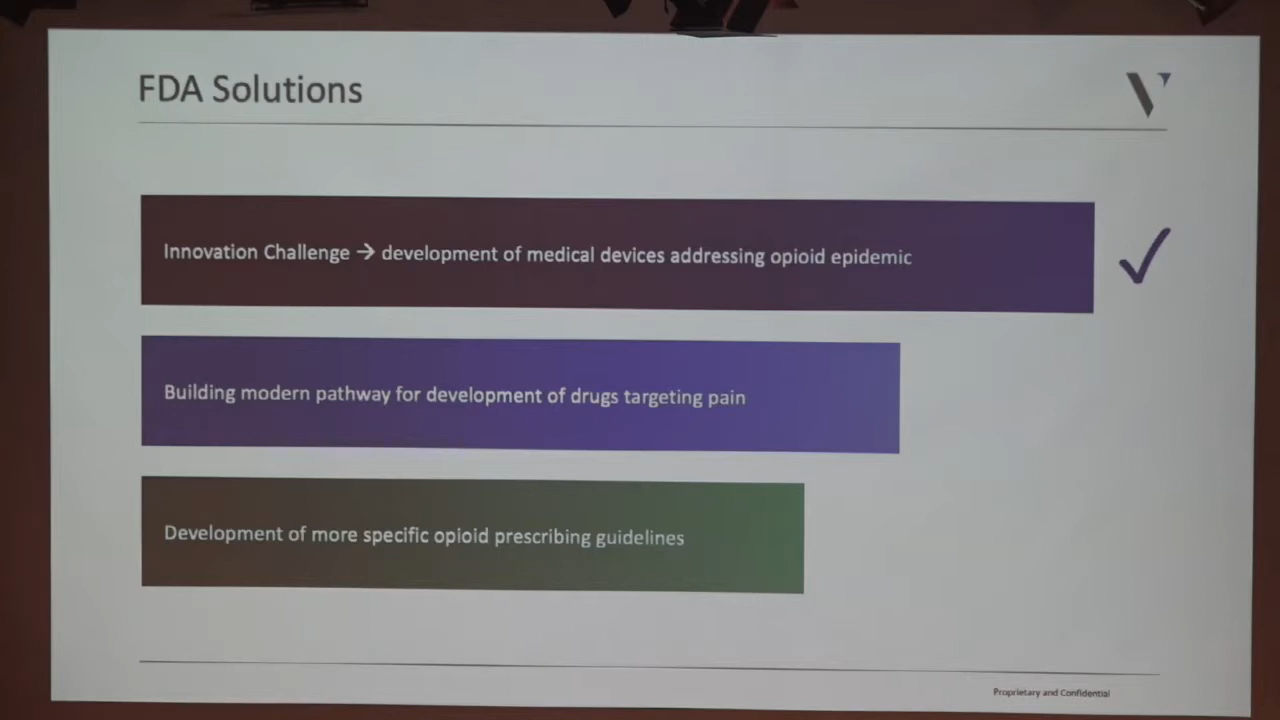 FDA Solutions
Innovation Challenge → development of medical devices addressing opioid epidemic
Building modern pathway for development of drugs targeting pain
Development of more specific opioid prescribing guidelines
Proprietary and Confidential